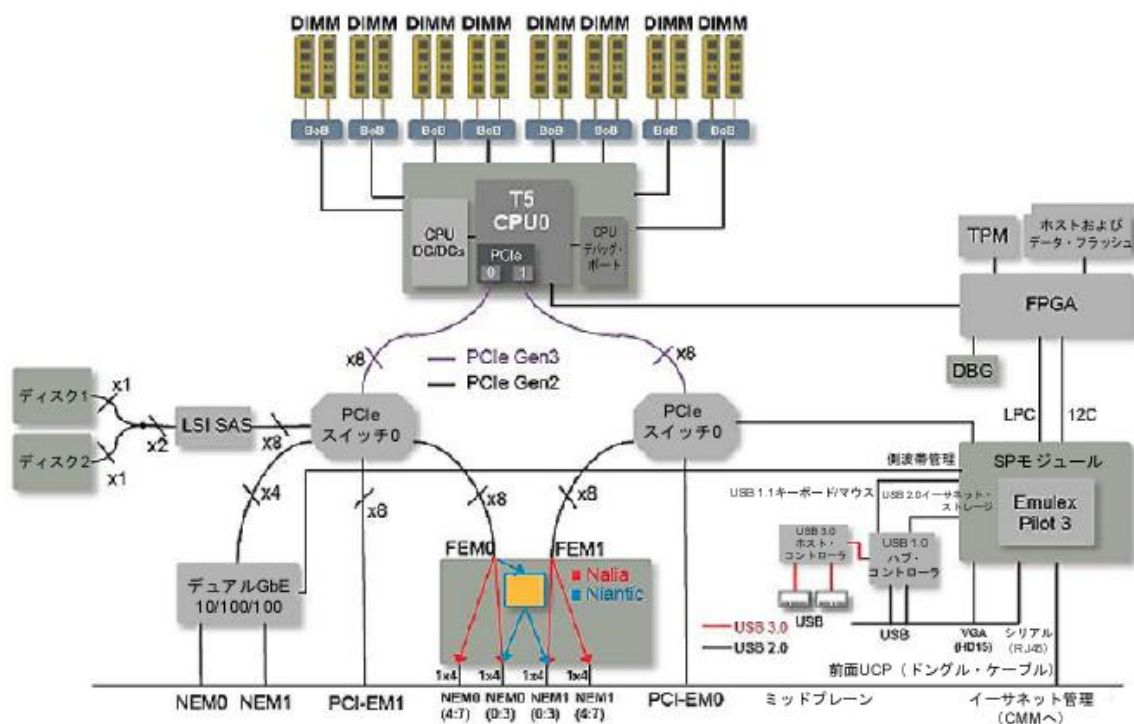 DIMM DIMM DIMM DIMM DIMM DIMM DIMM DIMM
BoB BoB BoB BoB BoB BoB BoB BoB
T5
CPU0
CPU
DC/DCs
CPU
デバッグ・
ポート
PCIe
0 1
TPM
ホストおよび
データ・フラッシュ
FPGA
DBG
x8
PCIe Gen3
PCIe Gen2
x8
ディスク1
x1
ディスク2
x1
x2
LSI SAS
x8
PCIe
スイッチ0
PCIe
スイッチ0
LPC
12C
x4
x8
x8
x8
側波帯管理
SPモジュール
Emulex
Pilot 3
USB 1.1キーボード/マウス
USB 2.0イーサネット・
ストレージ
USB 3.0
ホスト・
コントローラ
USB 1.0
ハブ・
コントローラ
FEM0
FEM1
Nalia
Niantic
デュアルGbE
10/100/100
USB
USB
VGA
(HD15)
シリアル
(RJ45)
USB 3.0
USB 2.0
前面UCP（ドングル・ケーブル）
1x4 1x4 1x4 1x4
NEM0
NEM1
PCI-EM1
NEM0
(4:7)
NEM0
(0:3)
NEM1
(0:3)
NEM1
(4:7)
PCI-EM0
ミッドプレーン
イーサネット管理
(CMMへ)